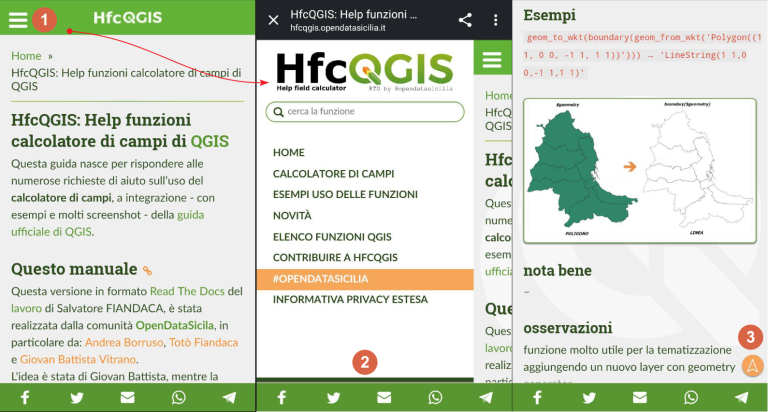 1
HfcQGIS
Home »
HfcQGIS: Help funzioni calcolatore di campi di
QGIS
HfcQGIS: Help funzioni
calcolatore di campi di QGIS
Questa guida nasce per rispondere alle
numerose richieste di aiuto sull'uso del
calcolatore di campi, a integrazione - con
esempi e molti screenshot - della guida
ufficiale di QGIS.
Questo manuale
Questa versione in formato Read The Docs del
lavoro di Salvatore FIANDACA, è stata
realizzata dalla comunità OpenDataSicila, in
particolare da: Andrea Borruso, Totò Fiandaca
e Giovan Battista Vitrano.
L'idea è stata di Giovan Battista, mentre la
HfcQGIS: Help funzioni ...
hfcqgis.opendatasicilia.it
HfcQGIS
Help field calculator
RTD by @opendatasicilia
cerca la funzione
HOME
CALCOLATORE DI CAMPI
ESEMPI USO DELLE FUNZIONI
NOVITÀ
ELENCO FUNZIONI QGIS
CONTRIBUIRE A HFCQGIS
#OPENDATASICILIA
INFORMATIVA PRIVACY ESTESA
2
Home
HfcQ
QGIS
Hfc
calc
Ques
nume
calco
esem
uffici
Que
Ques
lavor
realiz
partic
Esempi
geom_to_wkt(boundary(geom_from_wkt('Polygon((1
1, 0 0, -1 1, 1 1))'))) → 'LineString(1 1,0
0,-1 1,1 1)'
$geometry
boundary($geometry)
POLIGONO
LINEA
nota bene
–
osservazioni
3
funzione molto utile per la tematizzazione
aggiungendo un nuovo layer con geometry
generator